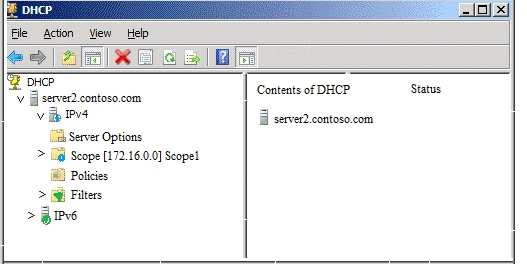 DHCP
File Action View Help
DHCP
server2.contoso.com
IPv4
Server Options
Scope [172.16.0.0] Scope1
Policies
Filters
IPv6
Contents of DHCP Status
server2.contoso.com